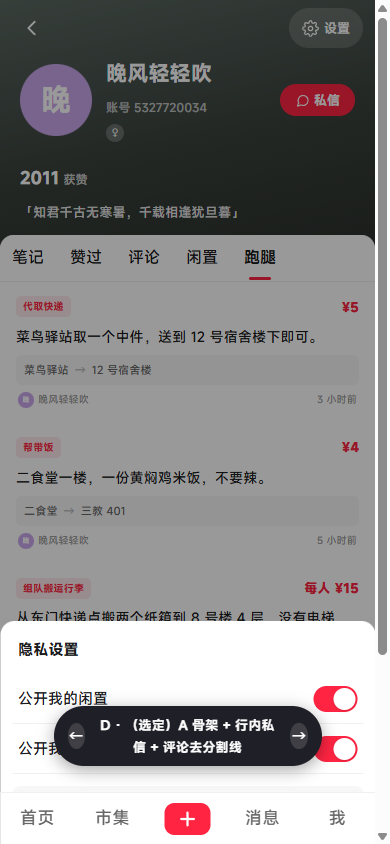 设置
晚
晚风轻轻吹
账号 5327720034
私信
2011 获赞
「知君千古无寒暑，千载相逢犹旦暮」
笔记 赞过 评论 闲置 跑腿
代取快递 ¥5
菜鸟驿站取一个中件，送到 12 号宿舍楼下即可。
菜鸟驿站 → 12 号宿舍楼
晚 晚风轻轻吹 3 小时前
帮带饭 ¥4
二食堂一楼，一份黄焖鸡米饭，不要辣。
二食堂 → 三教 401
晚 晚风轻轻吹 5 小时前
组队搬运行李 每人 ¥15
从东门快递点搬两个纸箱到 8 号楼 4 层，没有电梯
隐私设置
公开我的闲置
公开
← D · （选定）A 骨架 + 行内私 →
信 + 评论去分割线
首页 市集 + 消息 我